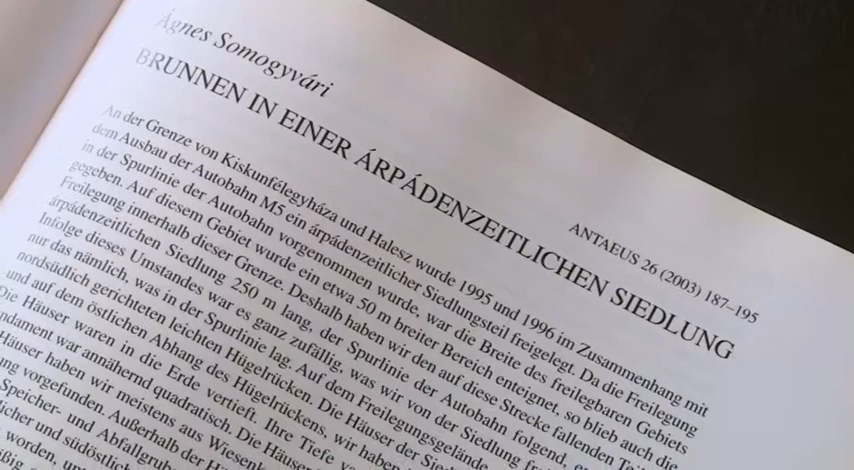 Ágnes Somogyvári
ANTAEUS 26 (2003) 187–195
BRUNNEN IN EINER ÁRPÁDENZEITLICHEN SIEDLUNG
An der Grenze von Kiskunfélegyháza und Halesz wurde 1995 und 1996 im Zusammenhang mit
dem Ausbau der Autobahn M5 ein árpádenzeitlicher Siedlungsteil freigelegt. Da die Freilegung
in der Spurlinie der Autobahn vorgenommen wurde, war die Breite des freilegbaren Gebiets
gegeben. Auf diesem Gebiet wurde ein etwa 50 m breiter Bereich enteignet, so blieb auch die
Freilegung innerhalb dieser Grenze. Deshalb haben wir den auf diese Strecke fallenden
árpádenzeitlichen Siedlung 250 m lang, der Spurlinie der Autobahn folgend,
Infolge dieses Umstandes war es ganz zufällig, was wir von der Siedlung
nur das nämlich, was in der Spurlinie lag. Auf dem Freilegungsgelände
nordsüdlich gerichteten leichten Hügelrücken. Die Häuser der
und auf dem östlichen Abhang des Hügelrückens, wir haben
Die Häuser waren in die Erde vertieft. Ihre Tiefe
war annähernd quadratisch. Die
Häuser haben wir meistens aus
vorgefunden. Außerhalb der
Speicher- und
und
worden,